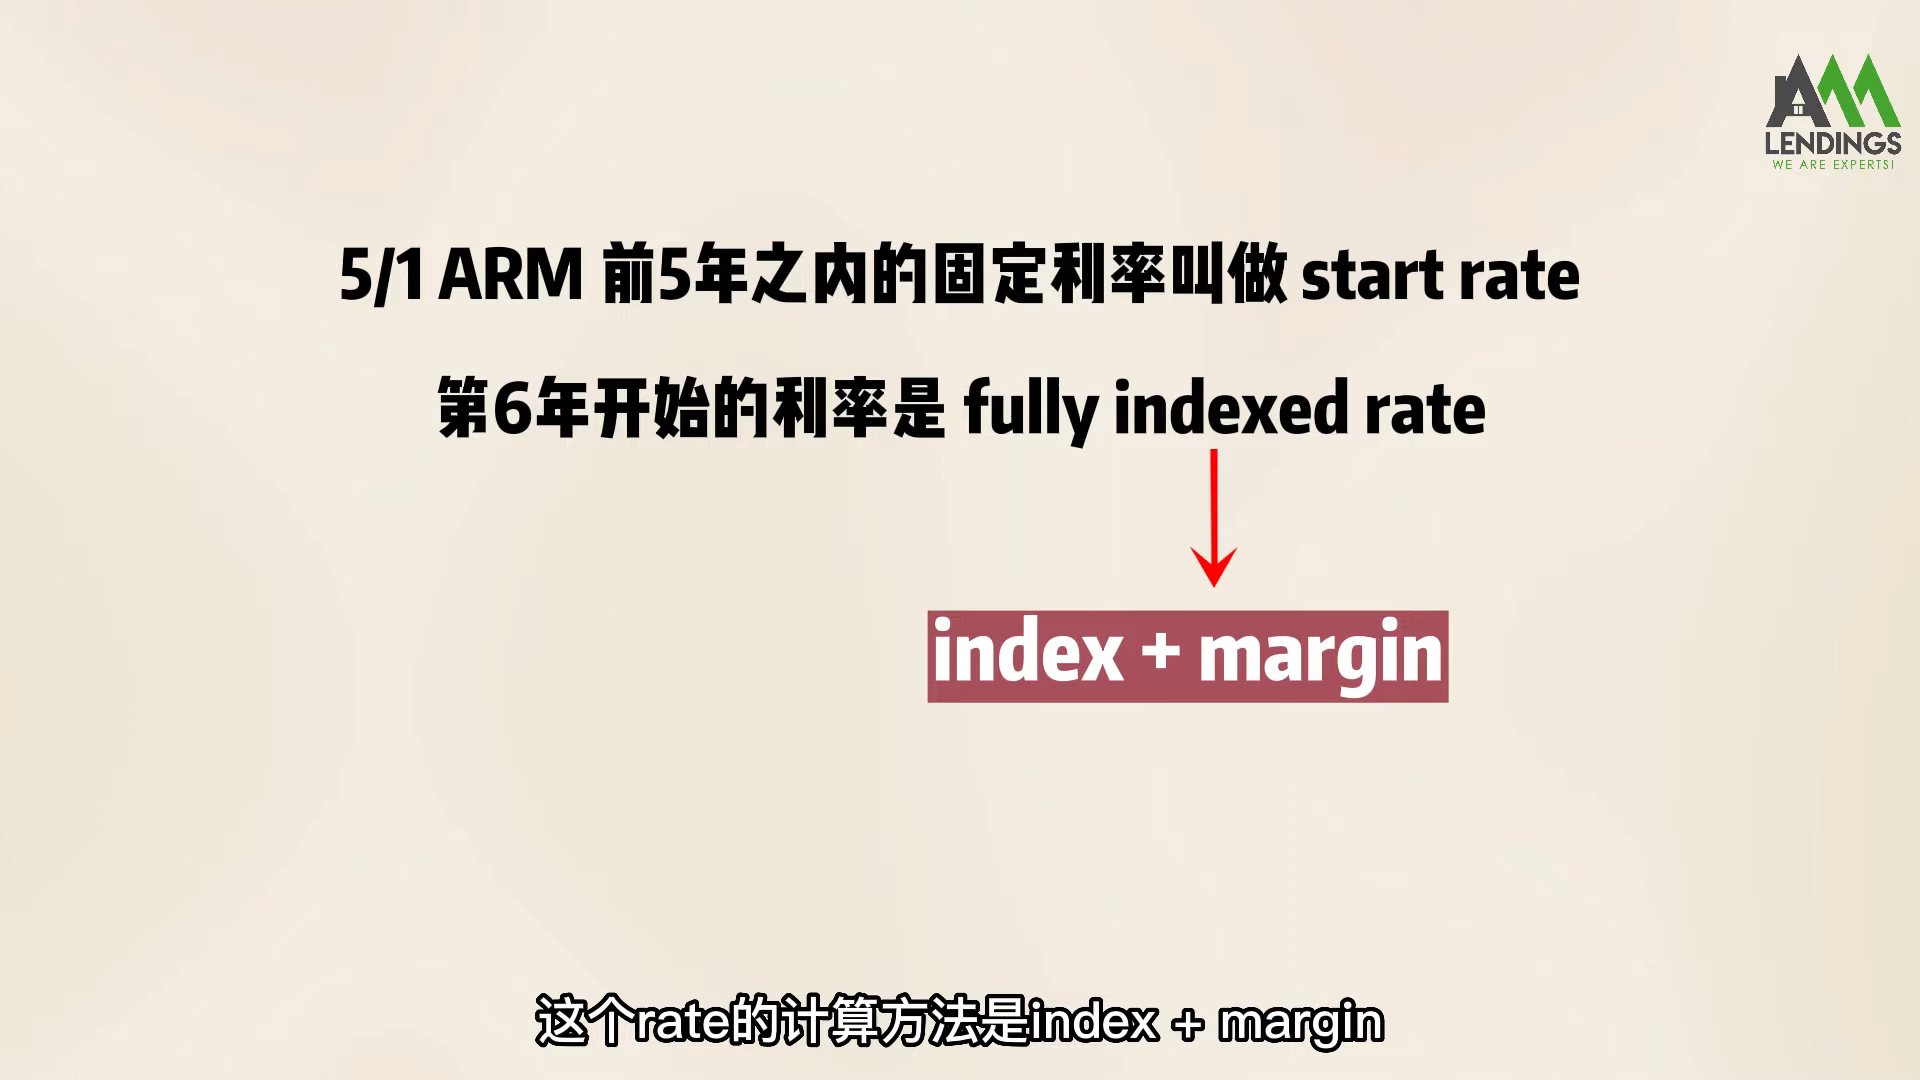 AAA
LENDINGS
WE ARE EXPERTS!
5/1 ARM 前5年之内的固定利率叫做 start rate
第6年开始的利率是 fully indexed rate
index + margin
这个rate的计算方法是index + margin